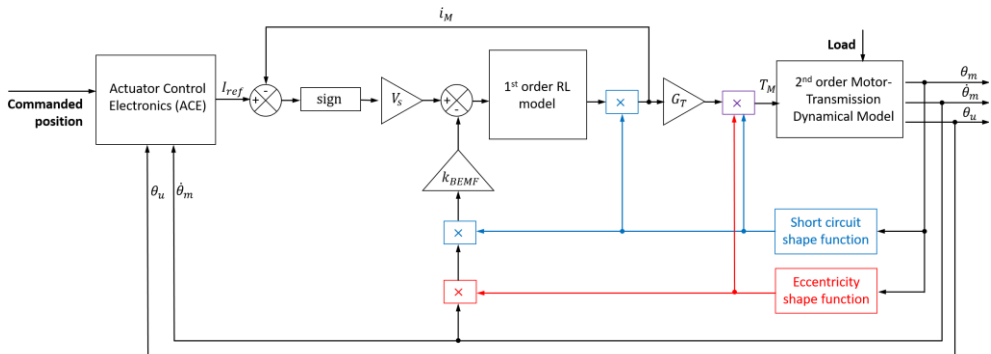 i_M
Load
Commanded
position
Actuator Control
Electronics (ACE)
I_ref
+
-
sign
V_s
+
-
1st order RL
model
×
G_T
×
T_M
2nd order Motor-
Transmission
Dynamical Model
θ_m
θ̇_m
θ_u
k_BEMF
θ_u
θ̇_m
×
Short circuit
shape function
×
Eccentricity
shape function